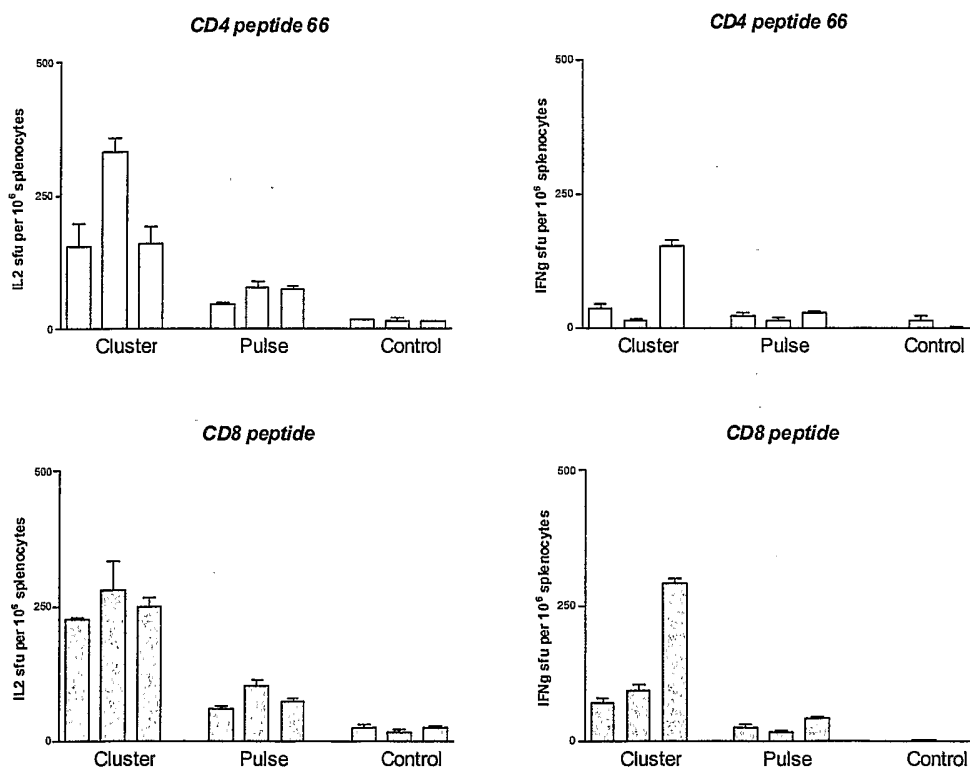 CD4 peptide 66
500
250
0
IL2 sfu per 10⁶ splenocytes
Cluster Pulse Control
CD4 peptide 66
500
250
0
IFNg sfu per 10⁶ splenocytes
Cluster Pulse Control
CD8 peptide
500
250
0
IL2 sfu per 10⁶ splenocytes
Cluster Pulse Control
CD8 peptide
500
250
0
IFNg sfu per 10⁶ splenocytes
Cluster Pulse Control